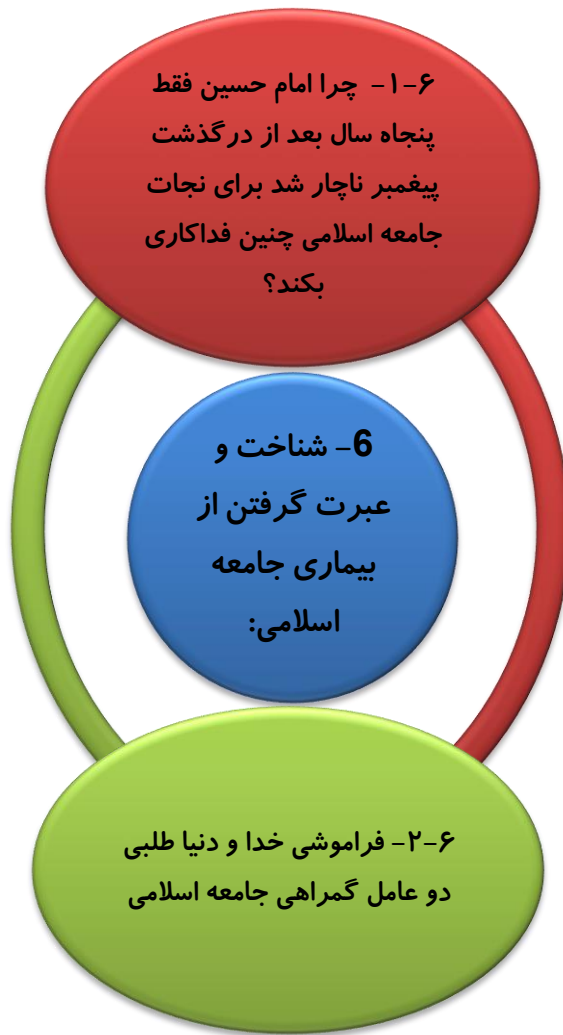 ۶-۱- چرا امام حسین فقط
پنجاه سال بعد از درگذشت
پیغمبر ناچار شد برای نجات
جامعه اسلامی چنین فداکاری
بکند؟
6- شناخت و
عبرت گرفتن از
بیماری جامعه
اسلامی:
۶-۲- فراموشی خدا و دنیا طلبی
دو عامل گمراهی جامعه اسلامی